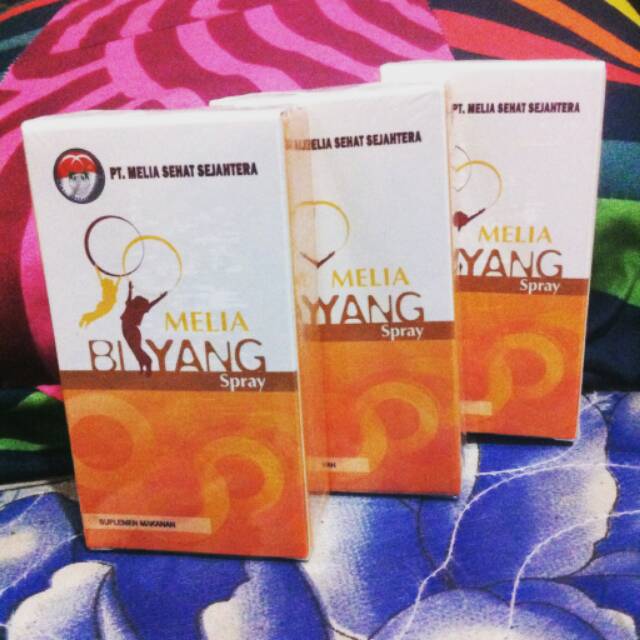 PT. MELIA SEHAT SEJAHTERA
MELIA
BIYANG
Spray
SUPLEMEN MAKANAN
MELIA SEHAT SEJAHTERA
MELIA
YANG
Spray
PT. MELIA SEHAT SEJAHTERA
MELIA
YANG
Spray